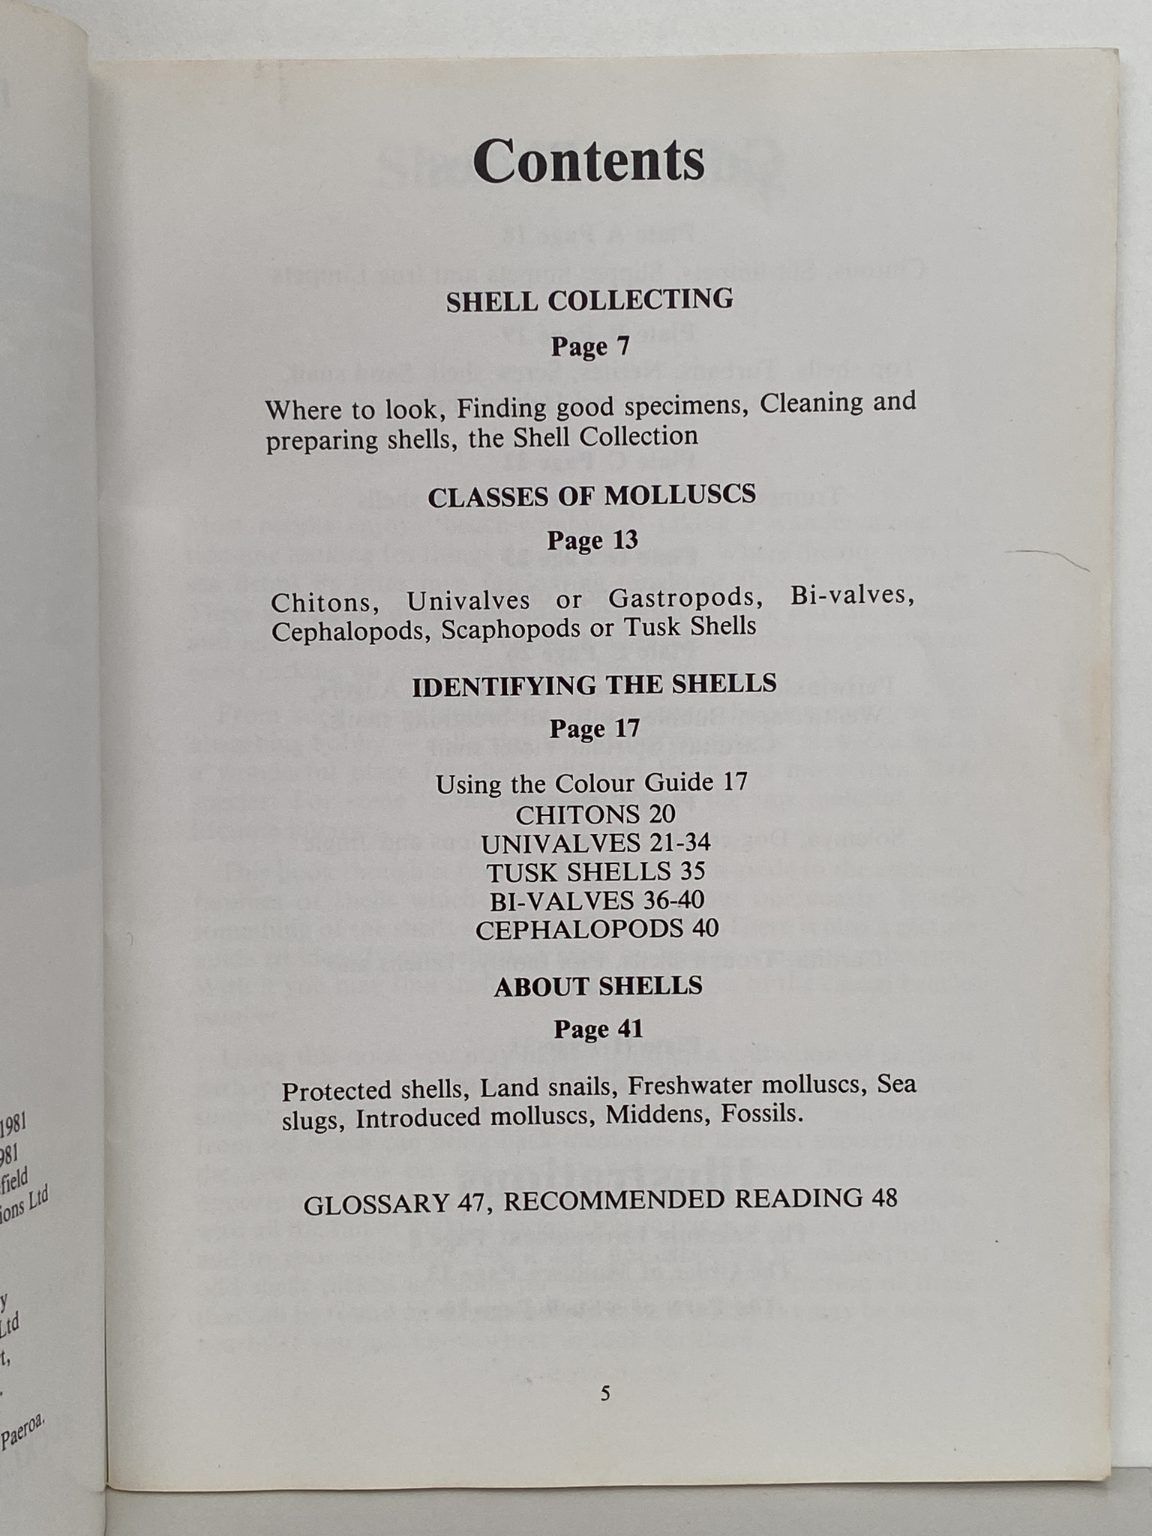 1981
981
field
ions Ltd
y
Ltd
t,
Paeroa.
Contents
SHELL COLLECTING
Page 7
Where to look, Finding good specimens, Cleaning and
preparing shells, the Shell Collection
CLASSES OF MOLLUSCS
Page 13
Chitons, Univalves or Gastropods, Bi-valves,
Cephalopods, Scaphopods or Tusk Shells
IDENTIFYING THE SHELLS
Page 17
Using the Colour Guide 17
CHITONS 20
UNIVALVES 21-34
TUSK SHELLS 35
BI-VALVES 36-40
CEPHALOPODS 40
ABOUT SHELLS
Page 41
Protected shells, Land snails, Freshwater molluscs, Sea
slugs, Introduced molluscs, Middens, Fossils.
GLOSSARY 47, RECOMMENDED READING 48
5